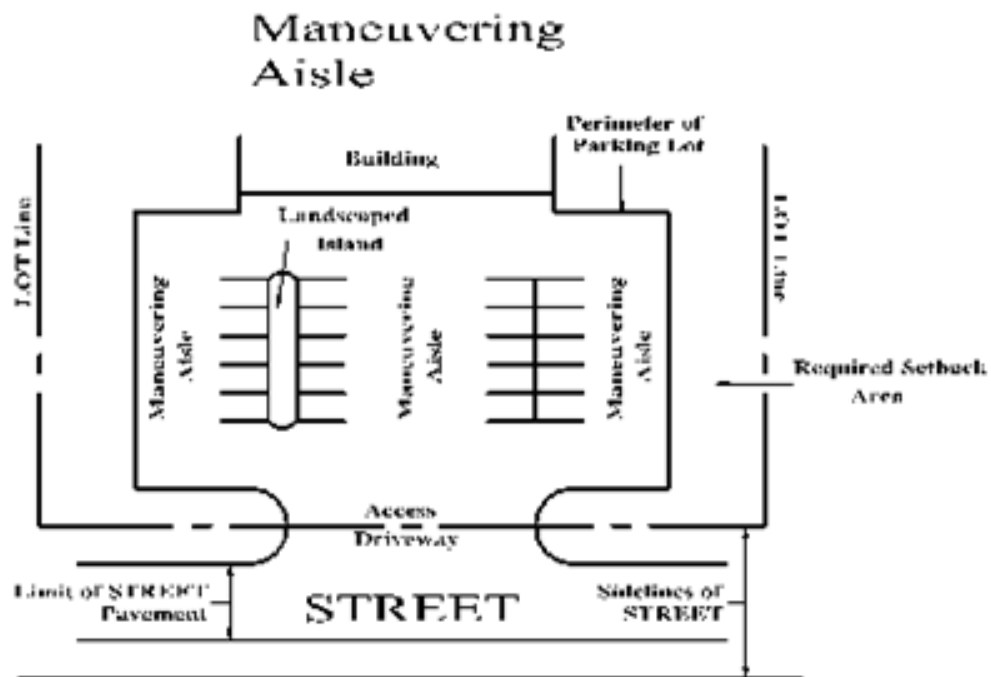 Maneuvering
Aisle
Perimeter of
Parking Lot
Building
LOT Line
Landscaped
Island
LOT Line
Maneuvering
Aisle
Maneuvering
Aisle
Maneuvering
Aisle
Required Setback
Area
Access
Driveway
Limit of STREET
Pavement
STREET
Sidelines of
STREET